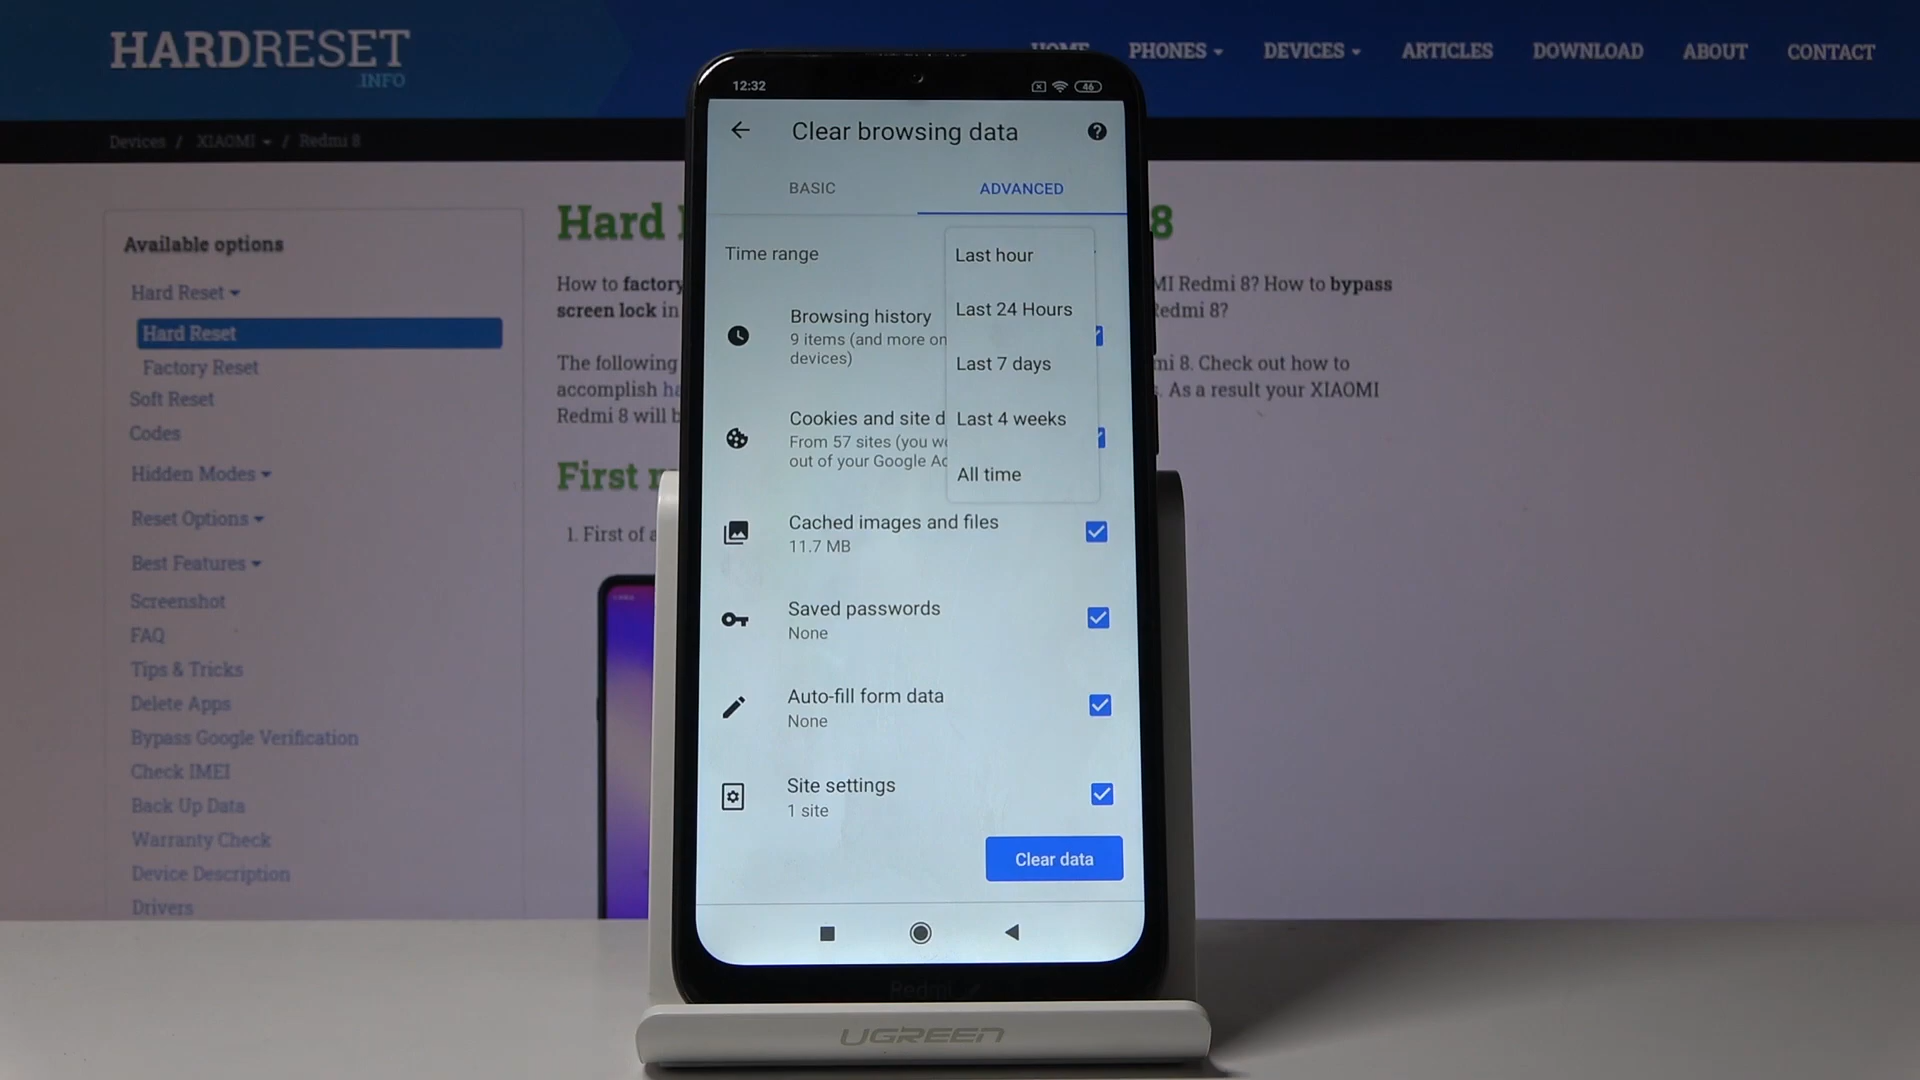 HARDRESET
.INFO
HOME PHONES DEVICES ARTICLES DOWNLOAD ABOUT CONTACT
Devices / XIAOMI / Redmi 8
Available options
Hard Reset
Hard Reset
Factory Reset
Soft Reset
Codes
Hidden Modes
Reset Options
Best Features
Screenshot
FAQ
Tips & Tricks
Delete Apps
Bypass Google Verification
Check IMEI
Back Up Data
Warranty Check
Device Description
Drivers
Hard 8
How to factory MI Redmi 8? How to bypass
screen lock in Redmi 8?
The following mi 8. Check out how to
accomplish ha . As a result your XIAOMI
Redmi 8 will b
First
1. First of a
12:32
46
Clear browsing data
BASIC ADVANCED
Time range
Last hour
Last 24 Hours
Last 7 days
Last 4 weeks
All time
Browsing history
9 items (and more on
devices)
Cookies and site d
From 57 sites (you wo
out of your Google Ac
Cached images and files
11.7 MB
Saved passwords
None
Auto-fill form data
None
Site settings
1 site
Clear data
Redmi
UGREEN